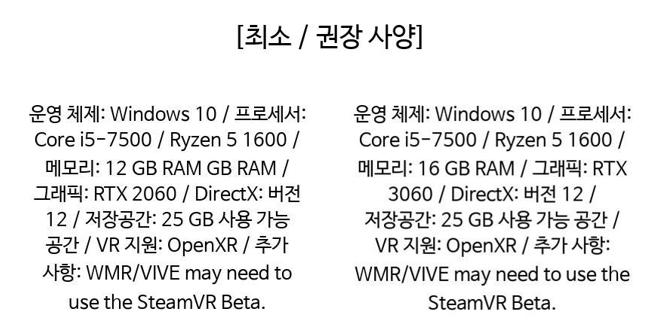 [최소 / 권장 사양]
운영 체제: Windows 10 / 프로세서:
Core i5-7500 / Ryzen 5 1600 /
메모리: 12 GB RAM GB RAM /
그래픽: RTX 2060 / DirectX: 버전
12 / 저장공간: 25 GB 사용 가능
공간 / VR 지원: OpenXR / 추가
사항: WMR/VIVE may need to
use the SteamVR Beta.
운영 체제: Windows 10 / 프로세서:
Core i5-7500 / Ryzen 5 1600 /
메모리: 16 GB RAM / 그래픽: RTX
3060 / DirectX: 버전 12 /
저장공간: 25 GB 사용 가능 공간 /
VR 지원: OpenXR / 추가 사항:
WMR/VIVE may need to use the
SteamVR Beta.